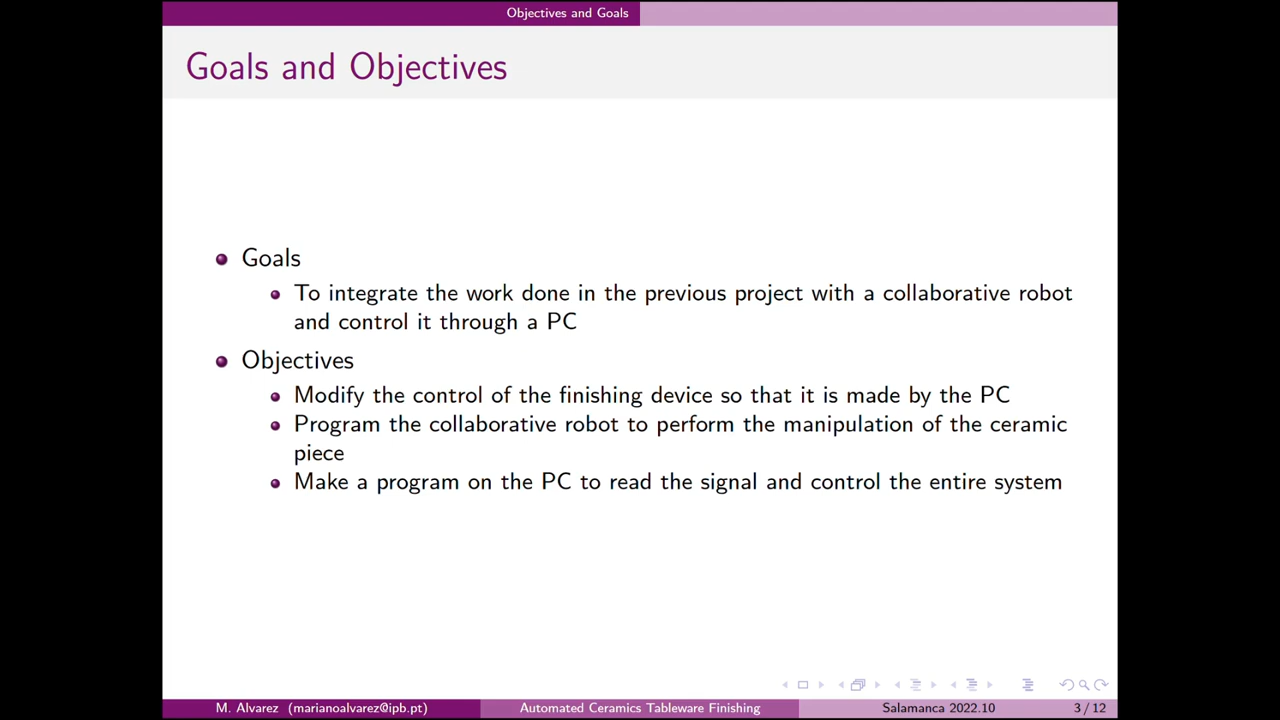 Objectives and Goals
Goals and Objectives
Goals
To integrate the work done in the previous project with a collaborative robot
and control it through a PC
Objectives
Modify the control of the finishing device so that it is made by the PC
Program the collaborative robot to perform the manipulation of the ceramic
piece
Make a program on the PC to read the signal and control the entire system
M. Alvarez (marianoalvarez@ipb.pt)
Automated Ceramics Tableware Finishing
Salamanca 2022.10
3 / 12